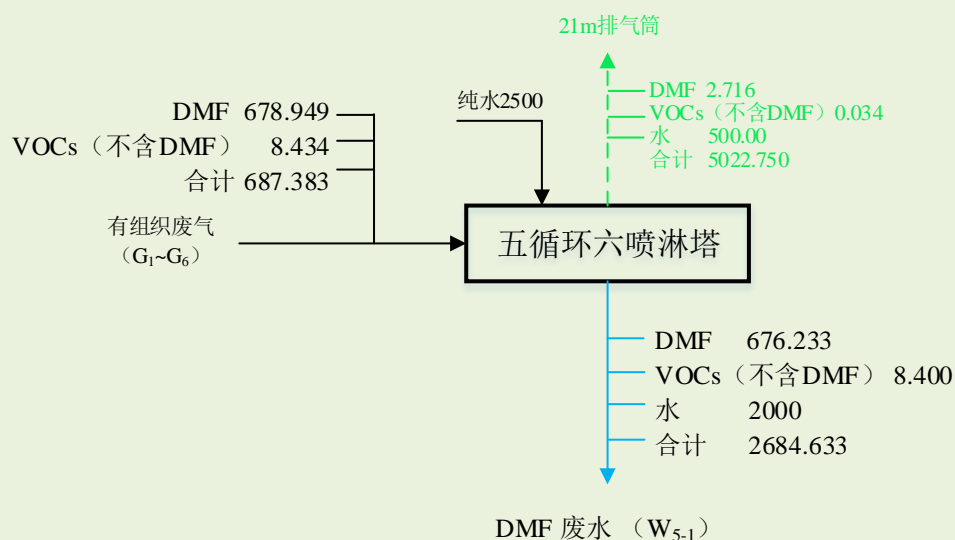 21m排气筒
DMF 2.716
VOCs（不含DMF）0.034
水 500.00
合计 5022.750
纯水2500
DMF 678.949
VOCs（不含DMF） 8.434
合计 687.383
有组织废气
（G₁~G₆）
五循环六喷淋塔
DMF 676.233
VOCs（不含DMF） 8.400
水 2000
合计 2684.633
DMF 废水 （W₅₋₁）